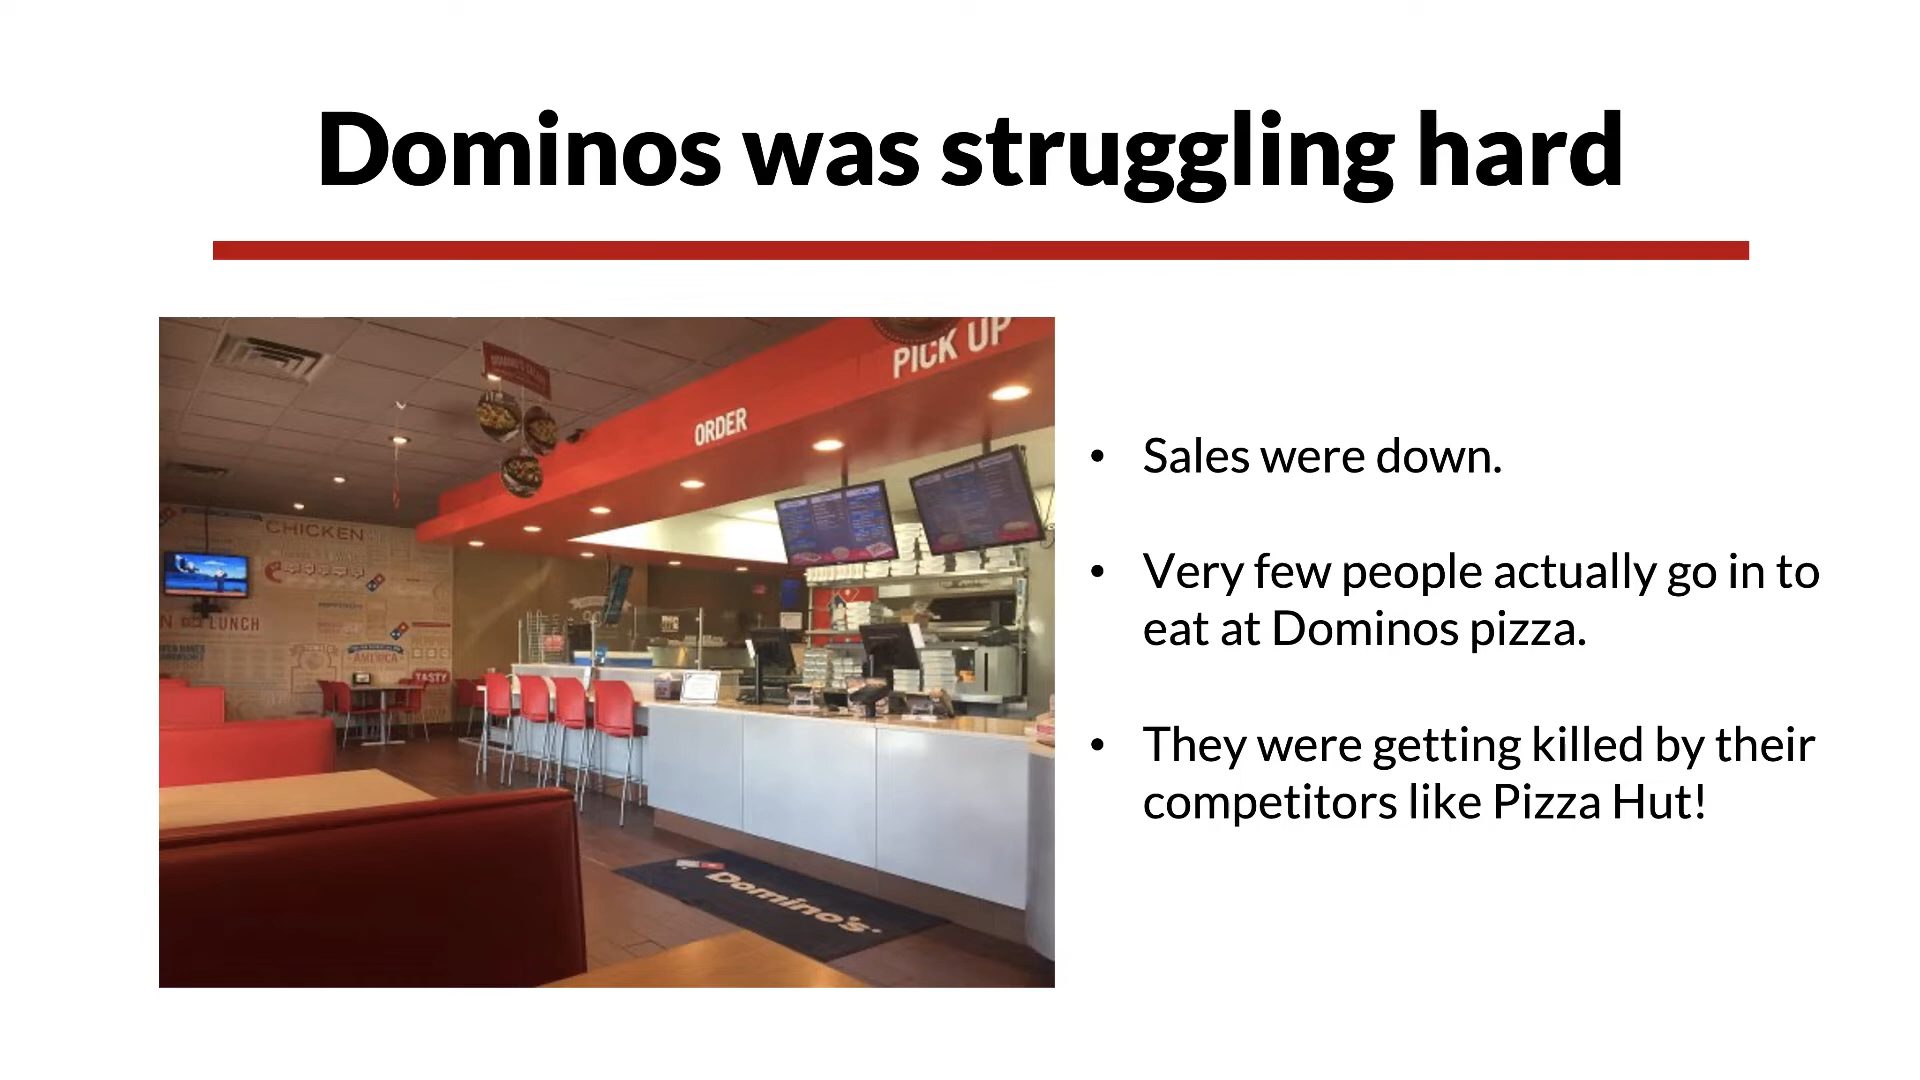 Dominos was struggling hard
PICK UP
ORDER
CHICKEN
LUNCH
AMERICA
TASTY
Domino's
• Sales were down.
• Very few people actually go in to
eat at Dominos pizza.
• They were getting killed by their
competitors like Pizza Hut!